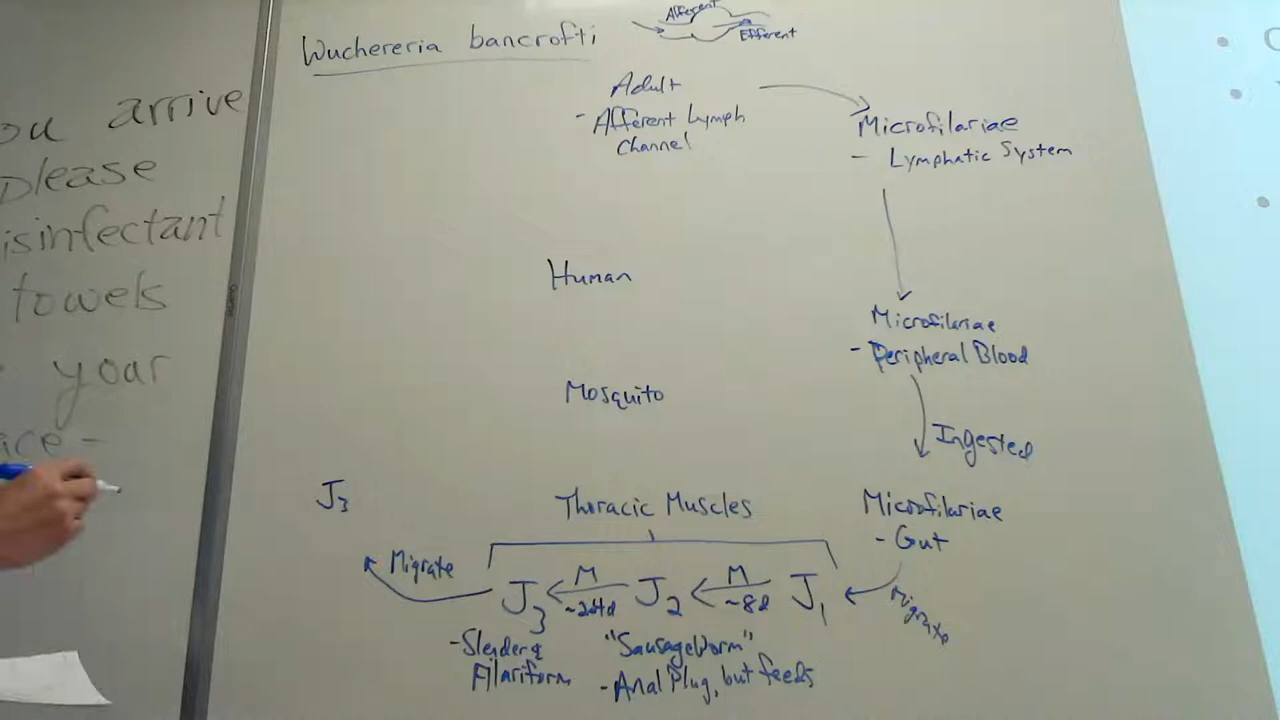 ou arrive
please
isinfectant
towels
your
ace-
Wuchereria bancrofti
Afferent
Efferent
Adult
- Afferent Lymph
Channel
Microfilariae
- Lymphatic System
Human
Microfilariae
- Peripheral Blood
Mosquito
Ingested
J3
Thoracic Muscles
Microfilariae
- Gut
Migrate
J3 M J2 M J1
~8d
Migrate
- Slender &
Filariform
"Sausage Worm"
- Anal Plug, but feeds